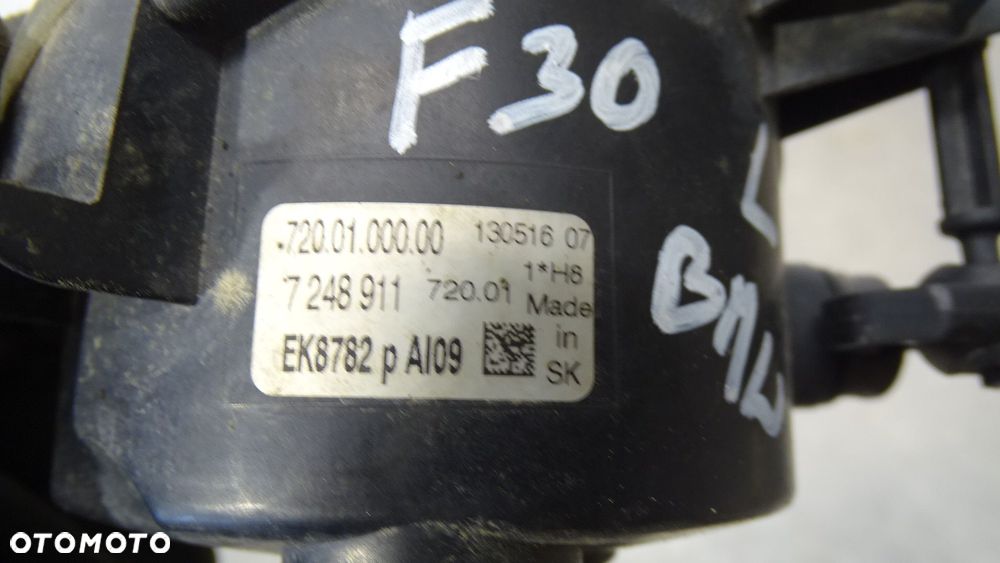 F30
L
BMW
720.01.000.00 130516 07
7 248 911 720.01 1*H8
Made
EK8782 p AI09 in
SK
OTOMOTO